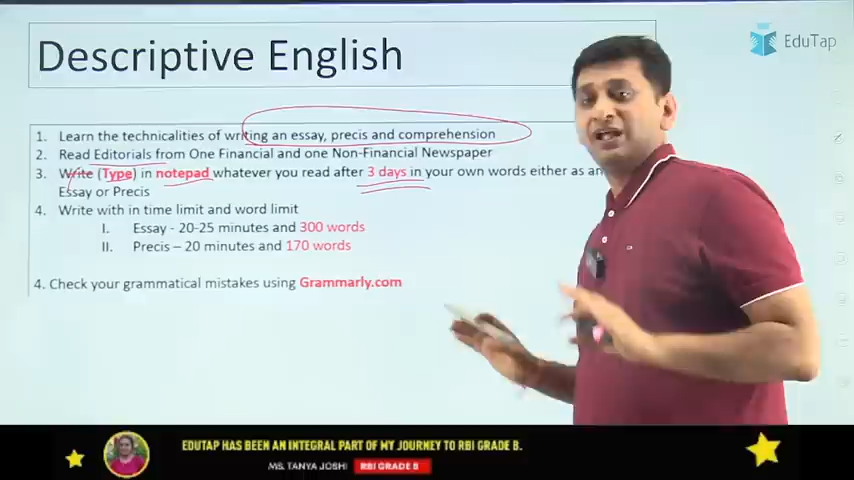 Descriptive English
EduTap
1. Learn the technicalities of writing an essay, precis and comprehension
2. Read Editorials from One Financial and one Non-Financial Newspaper
3. Write (Type) in notepad whatever you read after 3 days in your own words either as an
Essay or Precis
4. Write with in time limit and word limit
I. Essay - 20-25 minutes and 300 words
II. Precis – 20 minutes and 170 words
4. Check your grammatical mistakes using Grammarly.com
EDUTAP HAS BEEN AN INTEGRAL PART OF MY JOURNEY TO RBI GRADE B.
MS. TANYA JOSHI RBI GRADE B